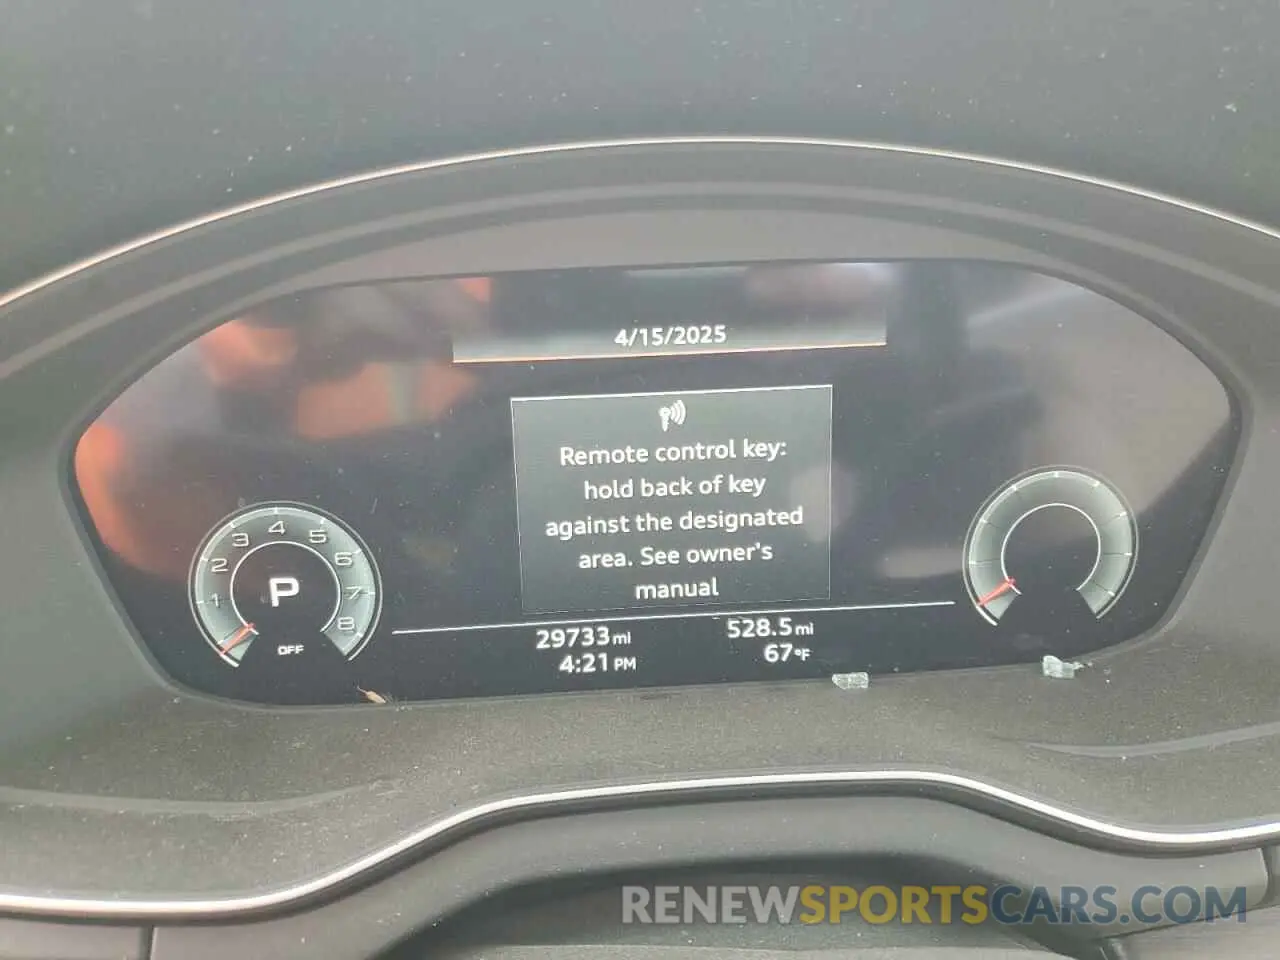 4/15/2025
Remote control key:
hold back of key
against the designated
area. See owner's
manual
1 2 3 4 5 6 7 8
P
OFF
29733 mi
528.5 mi
4:21 PM
67°F
RENEWSPORTSCARS.COM